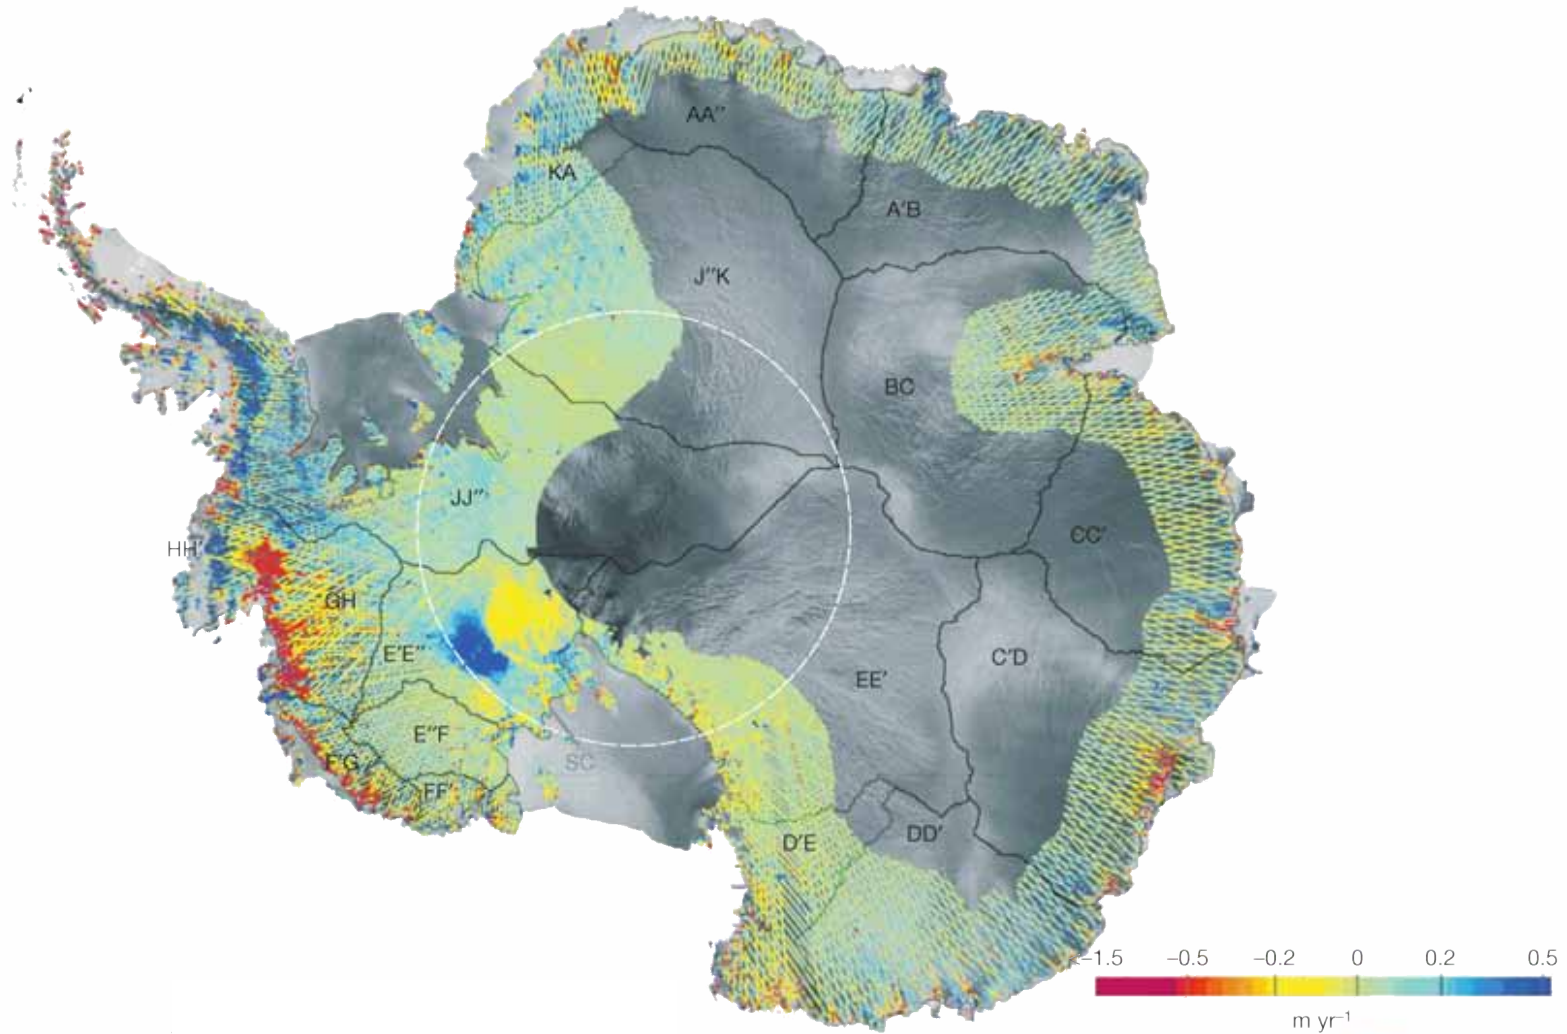 AA″
KA
A′B
J″K
BC
JJ″
CC′
HH′
GH
E′E″
C′D
EE′
E″F
F′G
SC
FF′
DD′
D′E
<-1.5 −0.5 −0.2 0 0.2 0.5
m yr⁻¹